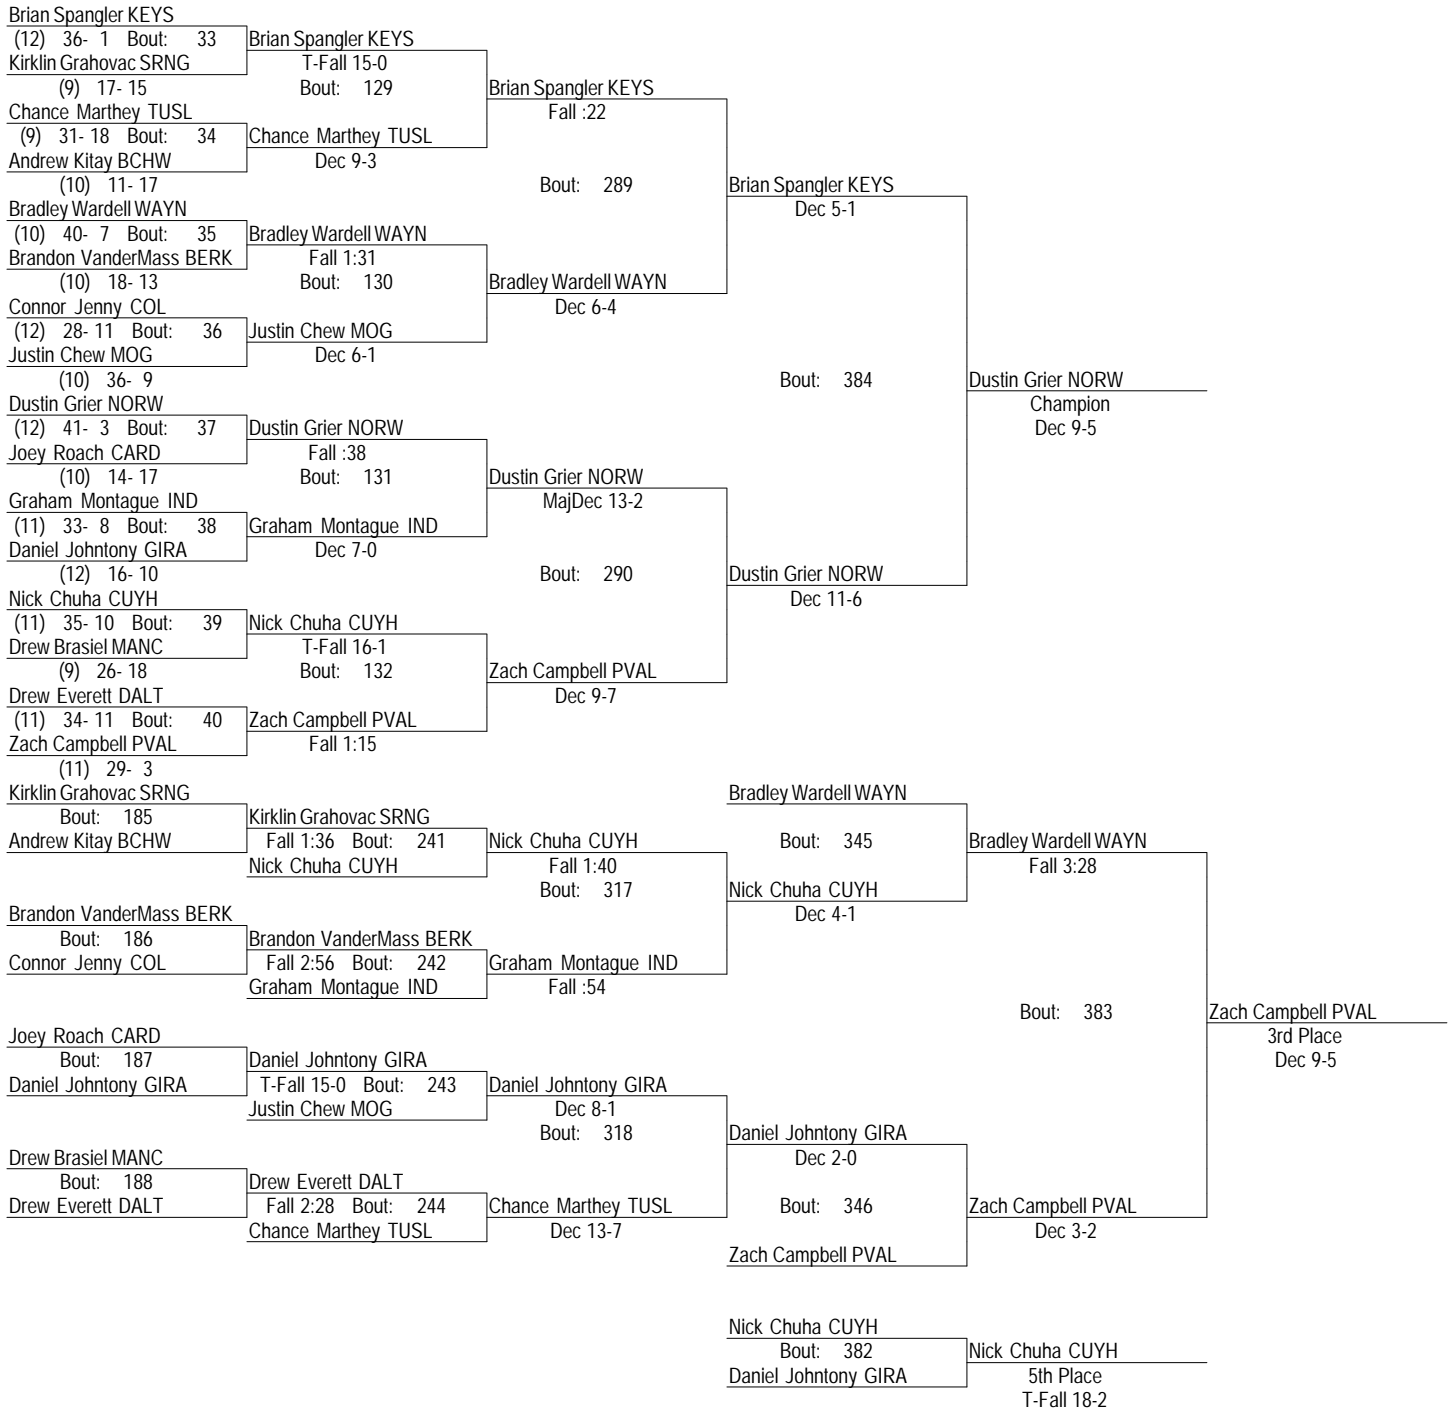 Brian Spangler KEYS
(12) 36- 1 Bout: 33 Brian Spangler KEYS
Kirklin Grahovac SRNG T-Fall 15-0
(9) 17- 15 Bout: 129 Brian Spangler KEYS
Chance Marthey TUSL Fall :22
(9) 31- 18 Bout: 34 Chance Marthey TUSL
Andrew Kitay BCHW Dec 9-3
(10) 11- 17 Bout: 289 Brian Spangler KEYS
Bradley Wardell WAYN Dec 5-1
(10) 40- 7 Bout: 35 Bradley Wardell WAYN
Brandon VanderMass BERK Fall 1:31
(10) 18- 13 Bout: 130 Bradley Wardell WAYN
Connor Jenny COL Dec 6-4
(12) 28- 11 Bout: 36 Justin Chew MOG
Justin Chew MOG Dec 6-1
(10) 36- 9 Bout: 384 Dustin Grier NORW
Dustin Grier NORW Champion
(12) 41- 3 Bout: 37 Dustin Grier NORW Dec 9-5
Joey Roach CARD Fall :38
(10) 14- 17 Bout: 131 Dustin Grier NORW
Graham Montague IND MajDec 13-2
(11) 33- 8 Bout: 38 Graham Montague IND
Daniel Johntony GIRA Dec 7-0
(12) 16- 10 Bout: 290 Dustin Grier NORW
Nick Chuha CUYH Dec 11-6
(11) 35- 10 Bout: 39 Nick Chuha CUYH
Drew Brasiel MANC T-Fall 16-1
(9) 26- 18 Bout: 132 Zach Campbell PVAL
Drew Everett DALT Dec 9-7
(11) 34- 11 Bout: 40 Zach Campbell PVAL
Zach Campbell PVAL Fall 1:15
(11) 29- 3
Kirklin Grahovac SRNG Bradley Wardell WAYN
Bout: 185 Kirklin Grahovac SRNG
Andrew Kitay BCHW Fall 1:36 Bout: 241 Nick Chuha CUYH Bout: 345 Bradley Wardell WAYN
Nick Chuha CUYH Fall 1:40 Fall 3:28
Bout: 317 Nick Chuha CUYH
Brandon VanderMass BERK Dec 4-1
Bout: 186 Brandon VanderMass BERK
Connor Jenny COL Fall 2:56 Bout: 242 Graham Montague IND
Graham Montague IND Fall :54
Bout: 383 Zach Campbell PVAL
Joey Roach CARD 3rd Place
Bout: 187 Daniel Johntony GIRA Dec 9-5
Daniel Johntony GIRA T-Fall 15-0 Bout: 243 Daniel Johntony GIRA
Justin Chew MOG Dec 8-1
Bout: 318 Daniel Johntony GIRA
Drew Brasiel MANC Dec 2-0
Bout: 188 Drew Everett DALT
Drew Everett DALT Fall 2:28 Bout: 244 Chance Marthey TUSL Bout: 346 Zach Campbell PVAL
Chance Marthey TUSL Dec 13-7 Dec 3-2
Zach Campbell PVAL
Nick Chuha CUYH
Bout: 382 Nick Chuha CUYH
Daniel Johntony GIRA 5th Place
T-Fall 18-2